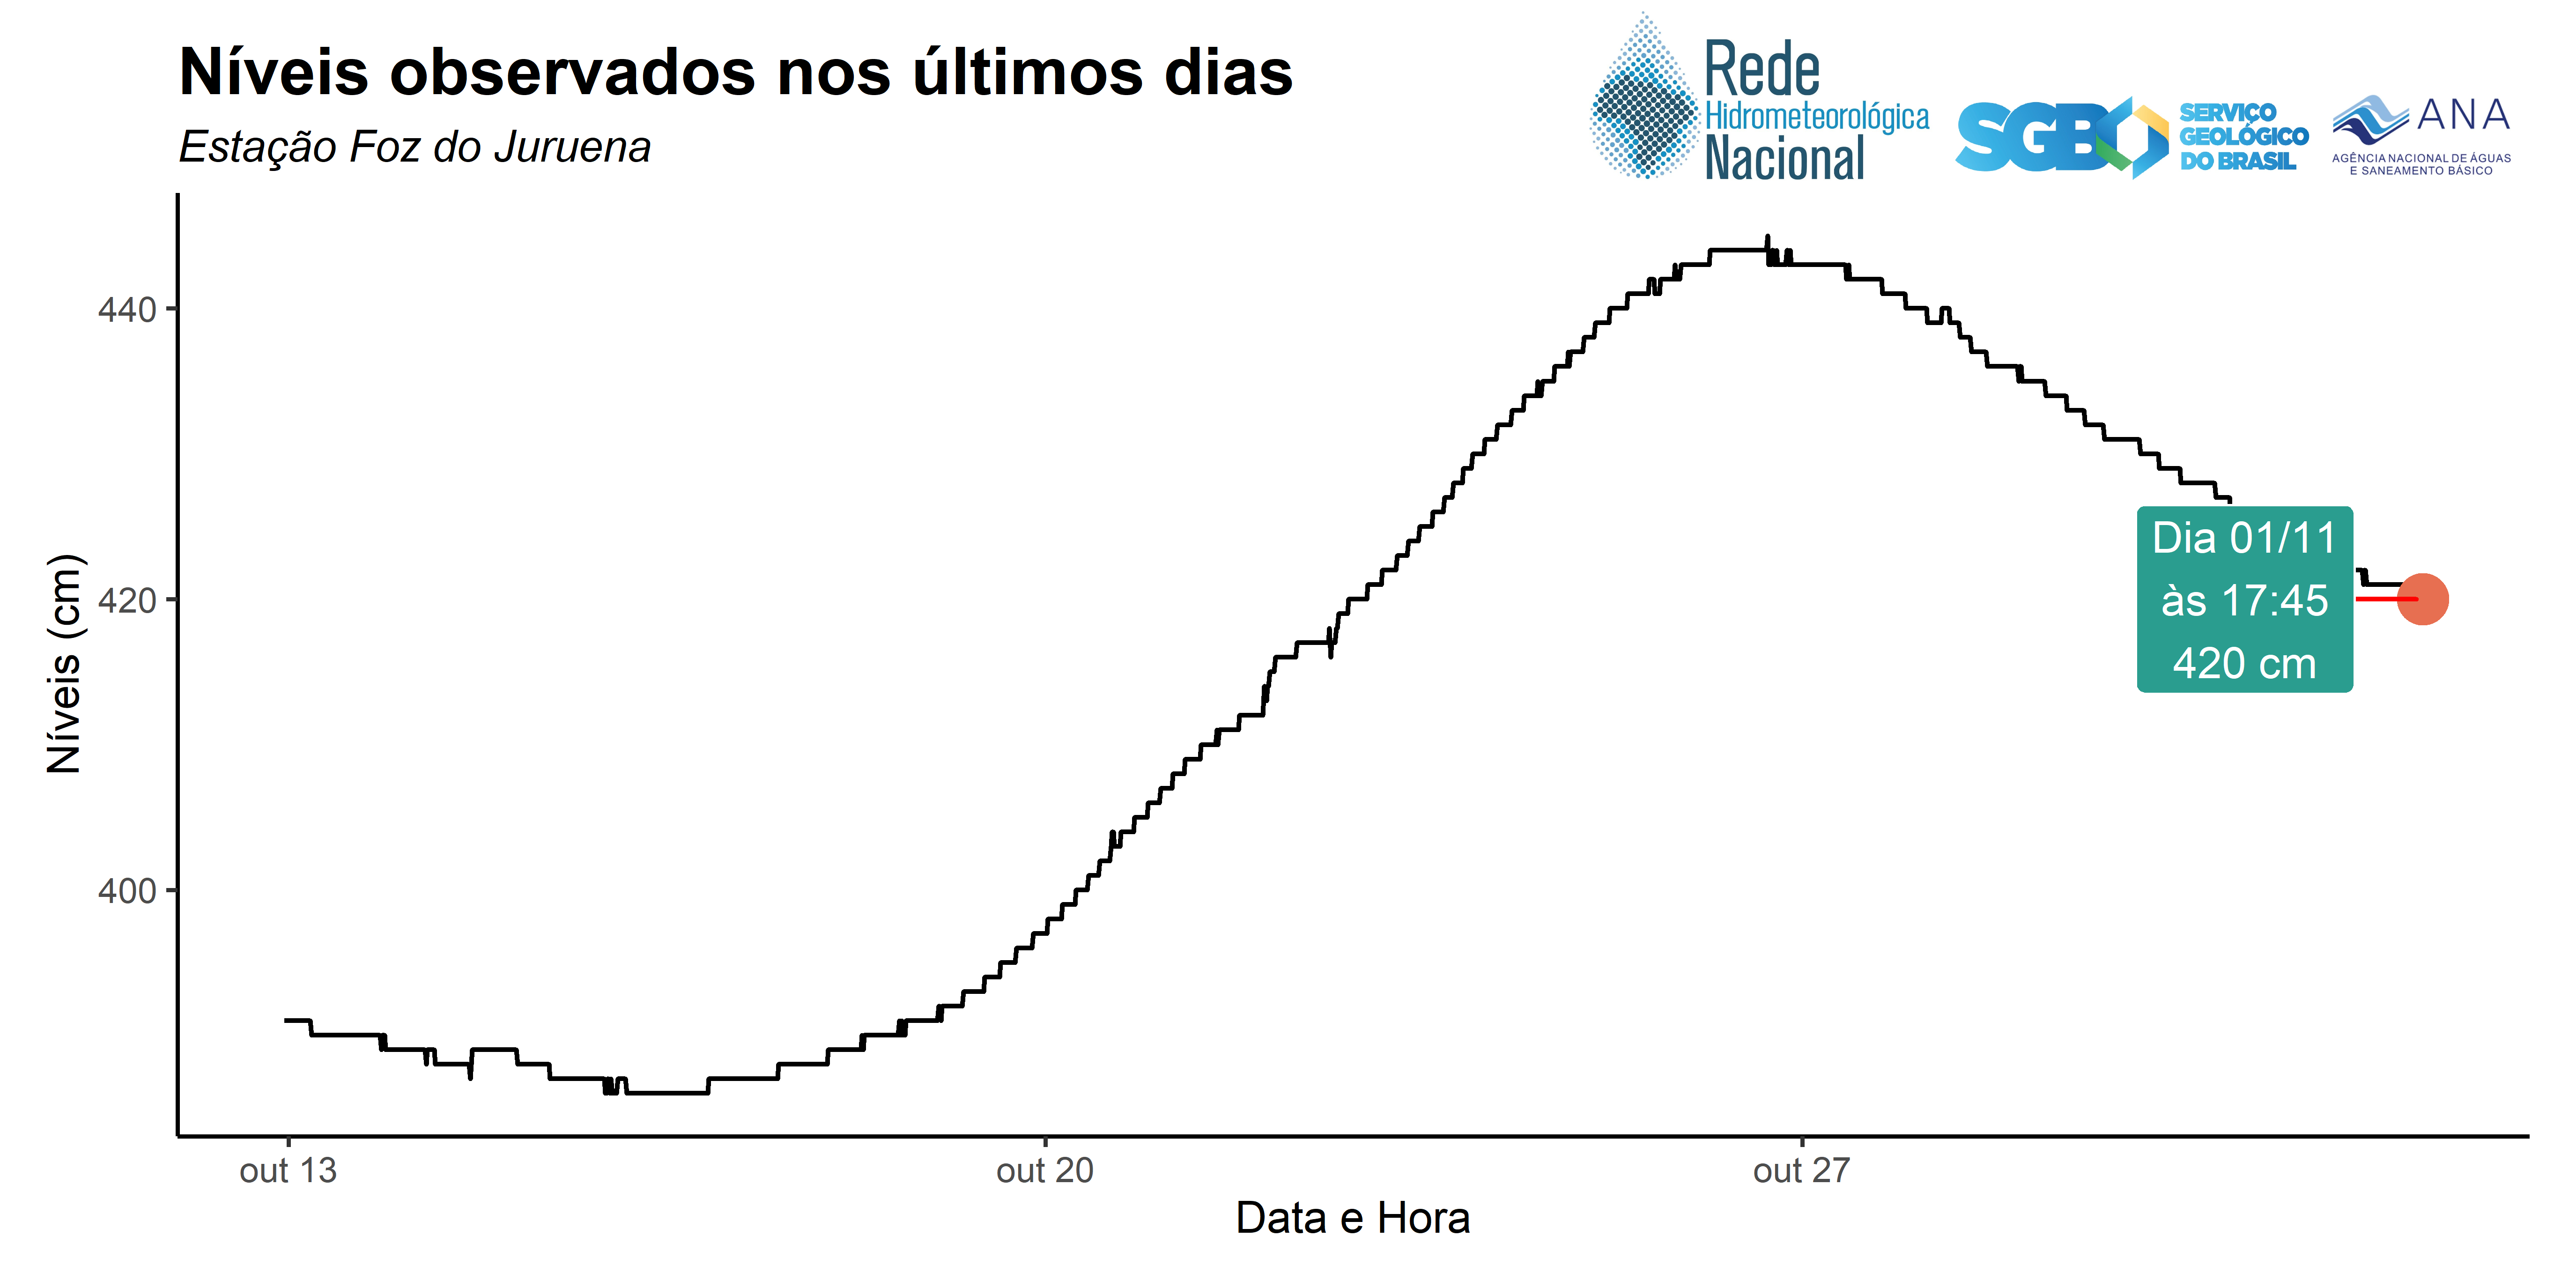 Níveis observados nos últimos dias
Estação Foz do Juruena
Rede
Hidrometeorológica
Nacional
SGB
SERVIÇO
GEOLÓGICO
DO BRASIL
ANA
AGÊNCIA NACIONAL DE ÁGUAS
E SANEAMENTO BÁSICO
Níveis (cm)
440
420
400
Dia 01/11
às 17:45
420 cm
out 13
out 20
out 27
Data e Hora